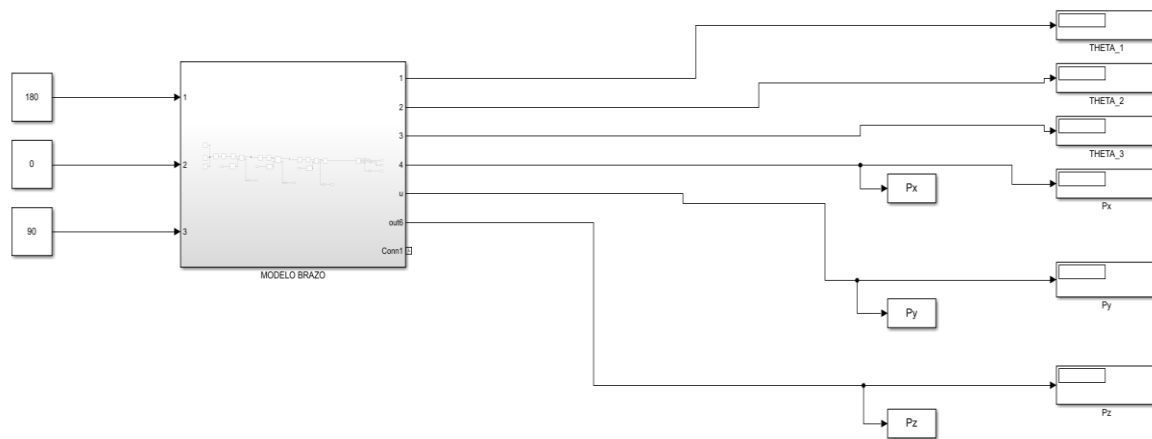 THETA_1
180
1
1
2
THETA_2
0
2
3
THETA_3
4
Px
Px
u
90
3
out6
Conn1
MODELO BRAZO
Py
Py
Pz
Pz